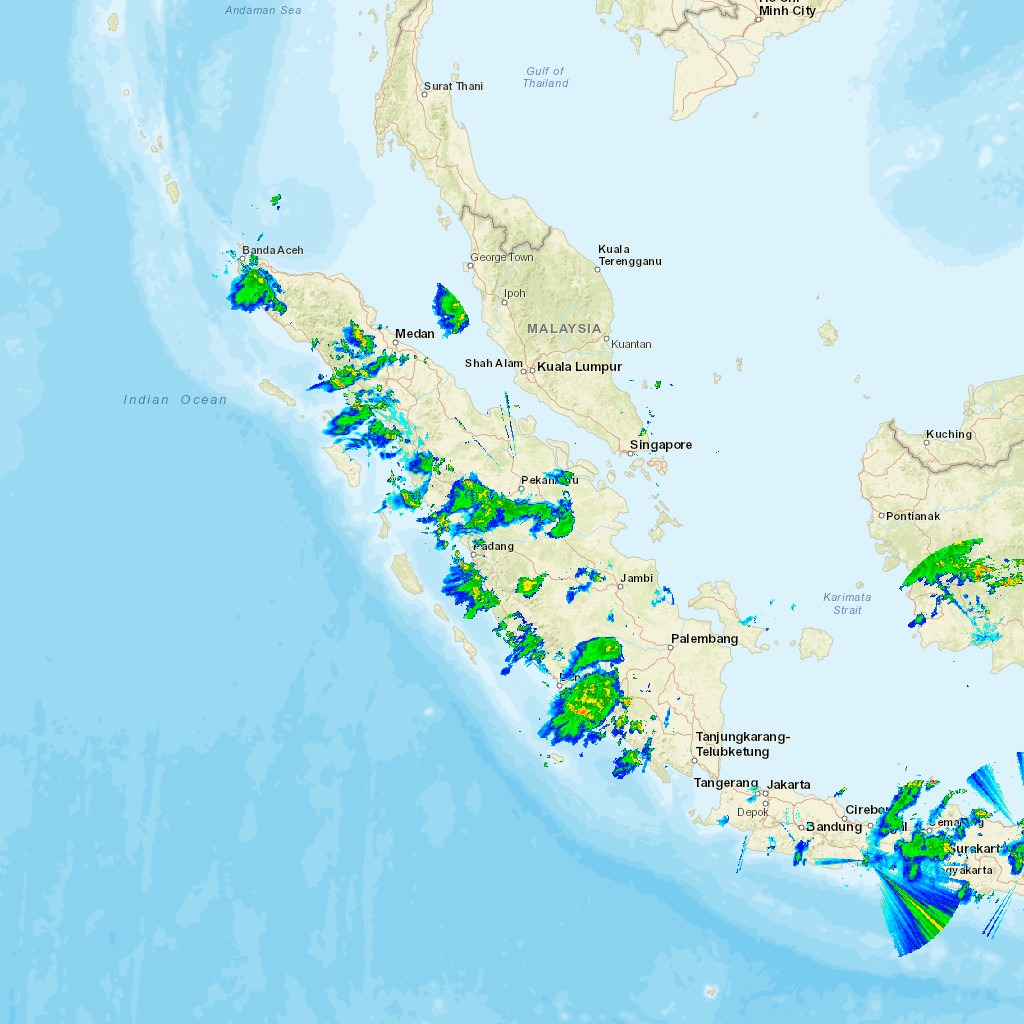 Andaman Sea
Minh City
Gulf of
Thailand
Surat Thani
Banda Aceh
George Town
Kuala
Terengganu
Ipoh
MALAYSIA
Medan
Kuantan
Shah Alam
Kuala Lumpur
Indian Ocean
Singapore
Kuching
Pontianak
Padang
Jambi
Karimata
Strait
Palembang
Tanjungkarang-
Telubketung
Tangerang
Jakarta
Depok
Bandung